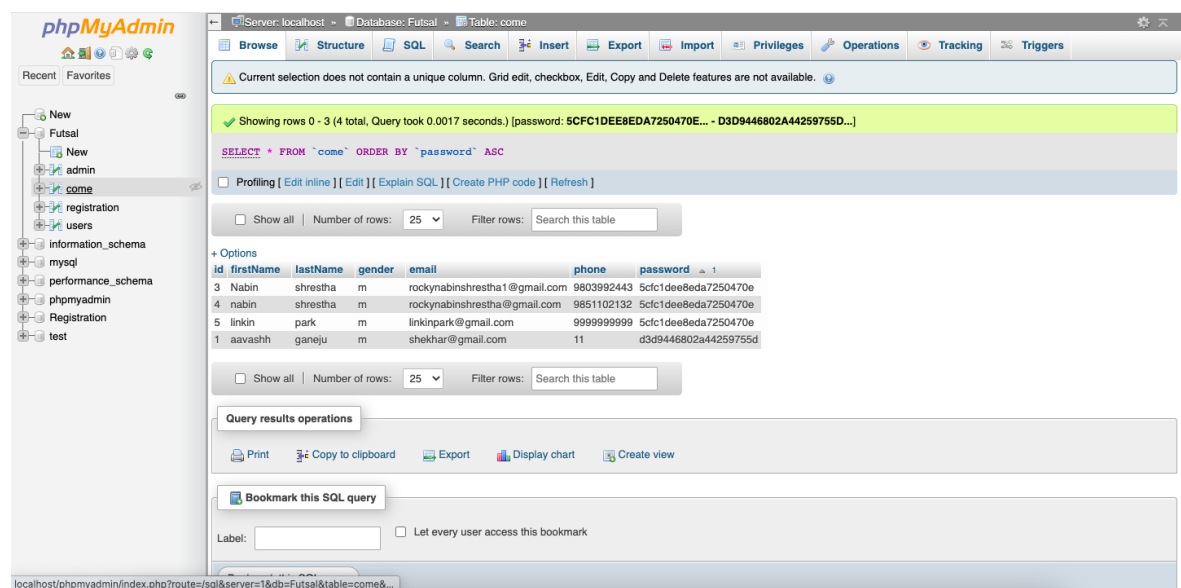 phpMyAdmin
Recent Favorites
New
Futsal
New
admin
come
registration
users
information_schema
mysql
performance_schema
phpmyadmin
Registration
test
Server: localhost » Database: Futsal » Table: come
Browse Structure SQL Search Insert Export Import Privileges Operations Tracking Triggers
Current selection does not contain a unique column. Grid edit, checkbox, Edit, Copy and Delete features are not available.
Showing rows 0 - 3 (4 total, Query took 0.0017 seconds.) [password: 5CFC1DEE8EDA7250470E... - D3D9446802A44259755D...]
SELECT * FROM `come` ORDER BY `password` ASC
Profiling [ Edit inline ] [ Edit ] [ Explain SQL ] [ Create PHP code ] [ Refresh ]
Show all | Number of rows: 25 Filter rows: Search this table
+ Options
id firstName lastName gender email phone password 1
3 Nabin shrestha m rockynabinshrestha1@gmail.com 9803992443 5cfc1dee8eda7250470e
4 nabin shrestha m rockynabinshrestha@gmail.com 9851102132 5cfc1dee8eda7250470e
5 linkin park m linkinpark@gmail.com 9999999999 5cfc1dee8eda7250470e
1 aavashh ganeju m shekhar@gmail.com 11 d3d9446802a44259755d
Show all | Number of rows: 25 Filter rows: Search this table
Query results operations
Print Copy to clipboard Export Display chart Create view
Bookmark this SQL query
Label: Let every user access this bookmark
localhost/phpmyadmin/index.php?route=/sql&server=1&db=Futsal&table=come&...